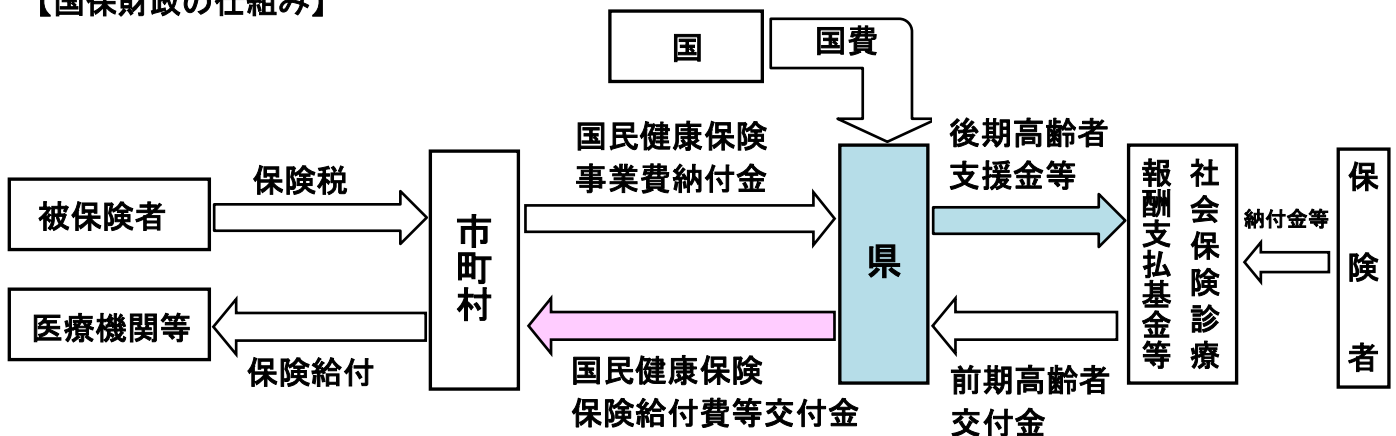 【国保財政の仕組み】
国
国費
被保険者
保険税
市町村
国民健康保険
事業費納付金
県
後期高齢者
支援金等
社会保険診療
報酬支払基金等
納付金等
保険者
医療機関等
保険給付
国民健康保険
保険給付費等交付金
前期高齢者
交付金